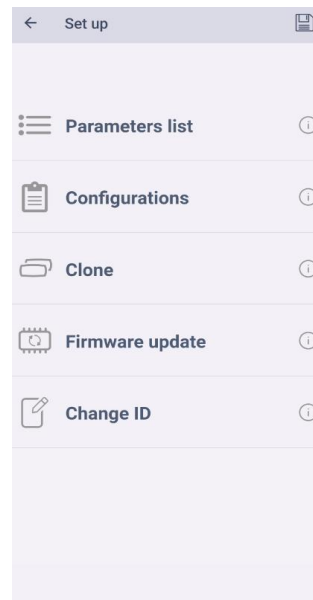 Set up
Parameters list
Configurations
Clone
Firmware update
Change ID